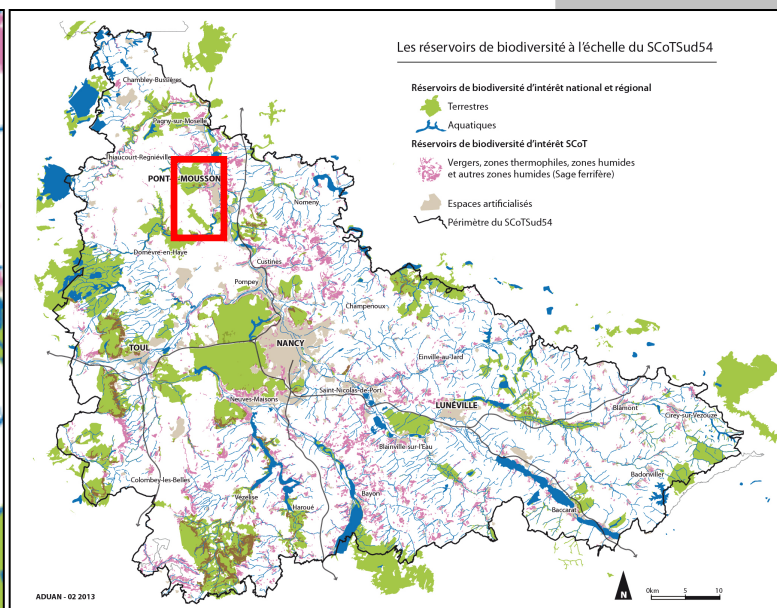 Les réservoirs de biodiversité à l'échelle du SCoTSud54
Réservoirs de biodiversité d'intérêt national et régional
Terrestres
Aquatiques
Réservoirs de biodiversité d'intérêt SCoT
Vergers, zones thermophiles, zones humides
et autres zones humides (Sage ferrifère)
Espaces artificialisés
Périmètre du SCoTSud54
Chambley-Bussières
Pagny-sur-Moselle
Thiaucourt-Regniéville
PONT-À-MOUSSON
Nomeny
Domèvre-en-Haye
Custines
Pompey
Champenoux
TOUL
NANCY
Einville-au-Jard
Saint-Nicolas-de-Port
Neuves-Maisons
LUNÉVILLE
Blâmont
Cirey-sur-Vezouze
Blainville-sur-l'Eau
Colombey-les-Belles
Badonviller
Vézelise
Haroué
Bayon
Baccarat
ADUAN - 02 2013
N
0km 5 10